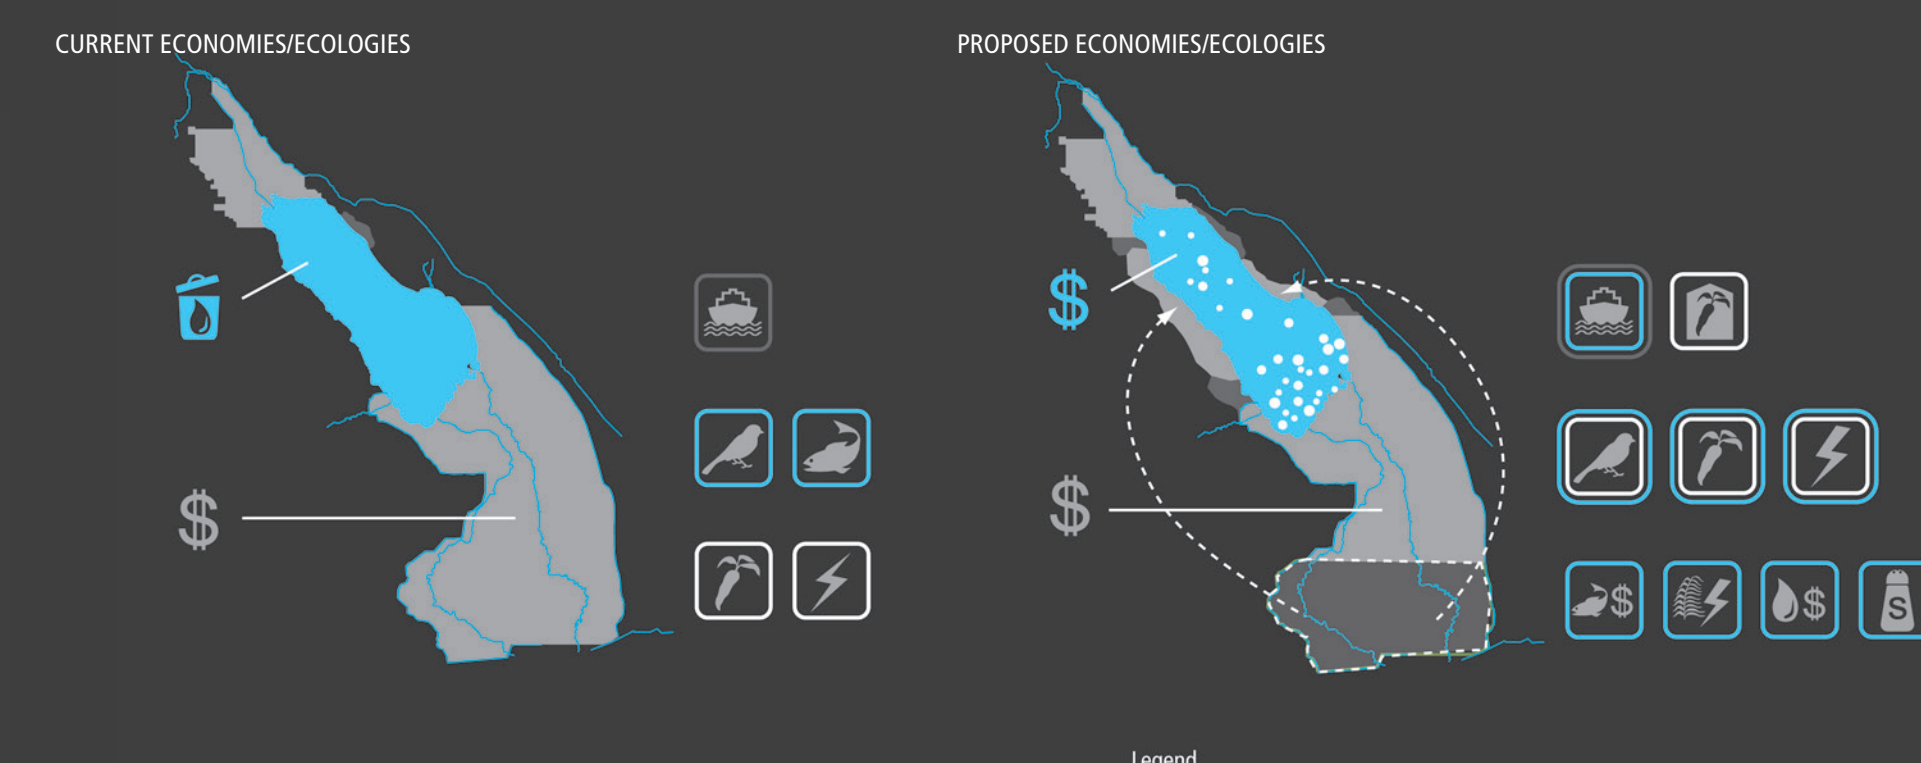 CURRENT ECONOMIES/ECOLOGIES
PROPOSED ECONOMIES/ECOLOGIES
$
$
$
$
$
S
Legend